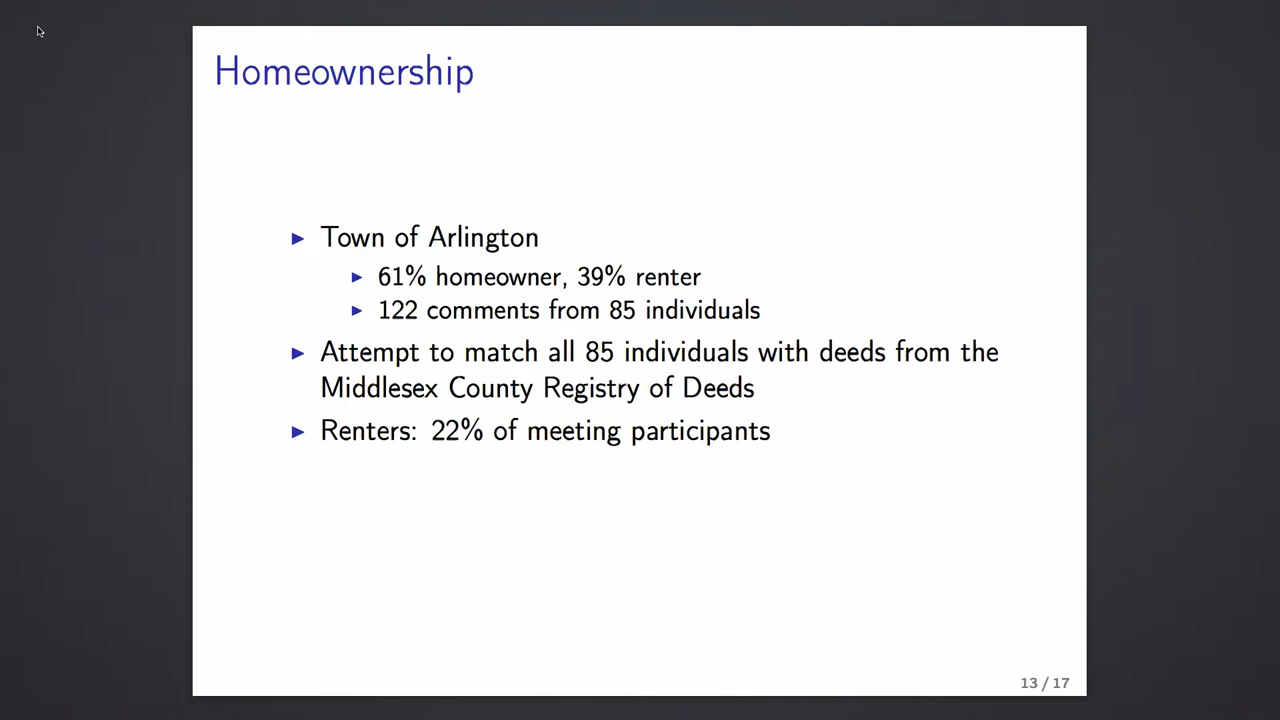 Homeownership
Town of Arlington
61% homeowner, 39% renter
122 comments from 85 individuals
Attempt to match all 85 individuals with deeds from the
Middlesex County Registry of Deeds
Renters: 22% of meeting participants
13 / 17